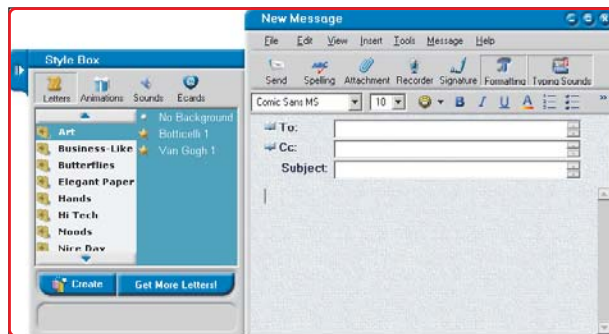 Style Box
Letters Animations Sounds Ecards
Art
Business-Like
Butterflies
Elegant Paper
Hands
Hi Tech
Moods
Nice Day
No Background
Botticelli 1
Van Gogh 1
Create
Get More Letters!
New Message
File Edit View Insert Tools Message Help
Send Spelling Attachment Recorder Signature Formatting Typing Sounds
Comic Sans MS 10 B I U A
To:
Cc:
Subject: